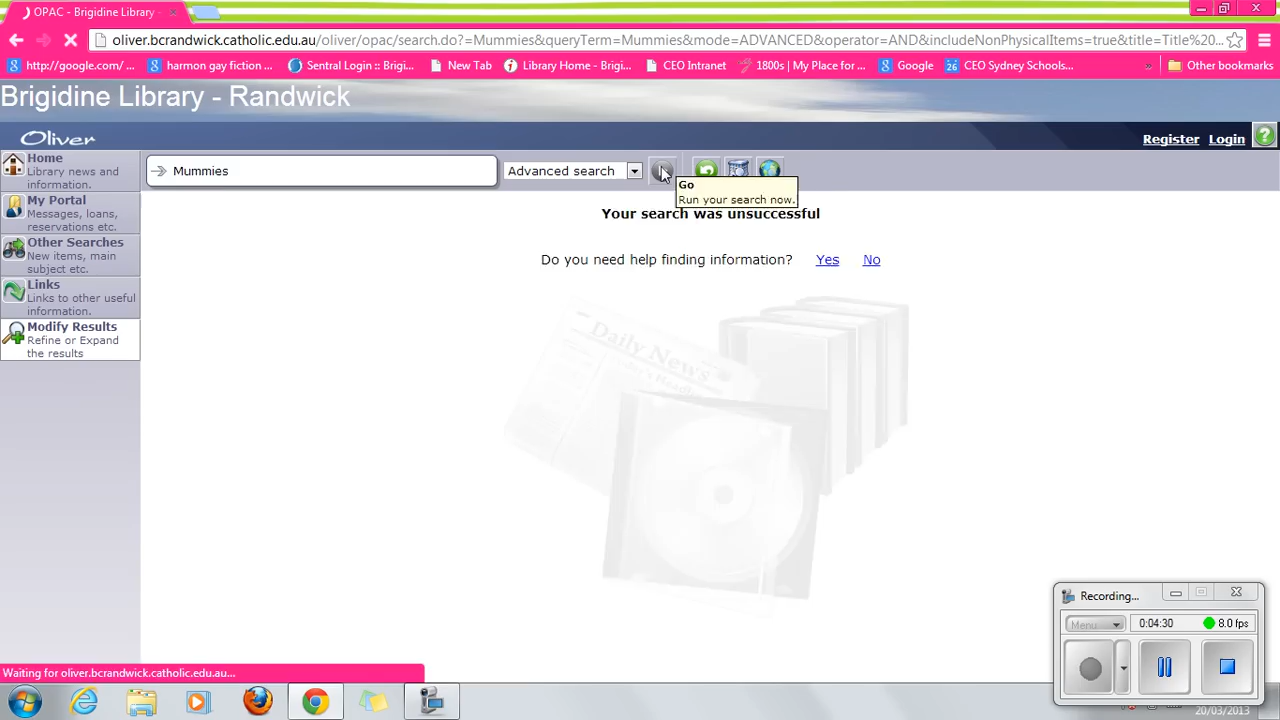 OPAC - Brigidine Library -
oliver.bcrandwick.catholic.edu.au/oliver/opac/search.do?=Mummies&queryTerm=Mummies&mode=ADVANCED&operator=AND&includeNonPhysicalItems=true&title=Title%20...
http://google.com/ ...
harmon gay fiction ...
Sentral Login :: Brigi...
New Tab
Library Home - Brigi...
CEO Intranet
1800s | My Place for ...
Google
26 CEO Sydney Schools...
»
Other bookmarks
Brigidine Library - Randwick
Oliver
Register
Login
?
Home
Library news and
information.
Mummies
Advanced search
Go
Run your search now.
My Portal
Messages, loans,
reservations etc.
Your search was unsuccessful
Other Searches
New items, main
subject etc.
Do you need help finding information? Yes No
Links
Links to other useful
information.
Modify Results
Refine or Expand
the results
Daily News
Recording...
Menu
0:04:30
8.0 fps
Waiting for oliver.bcrandwick.catholic.edu.au...
20/03/2013